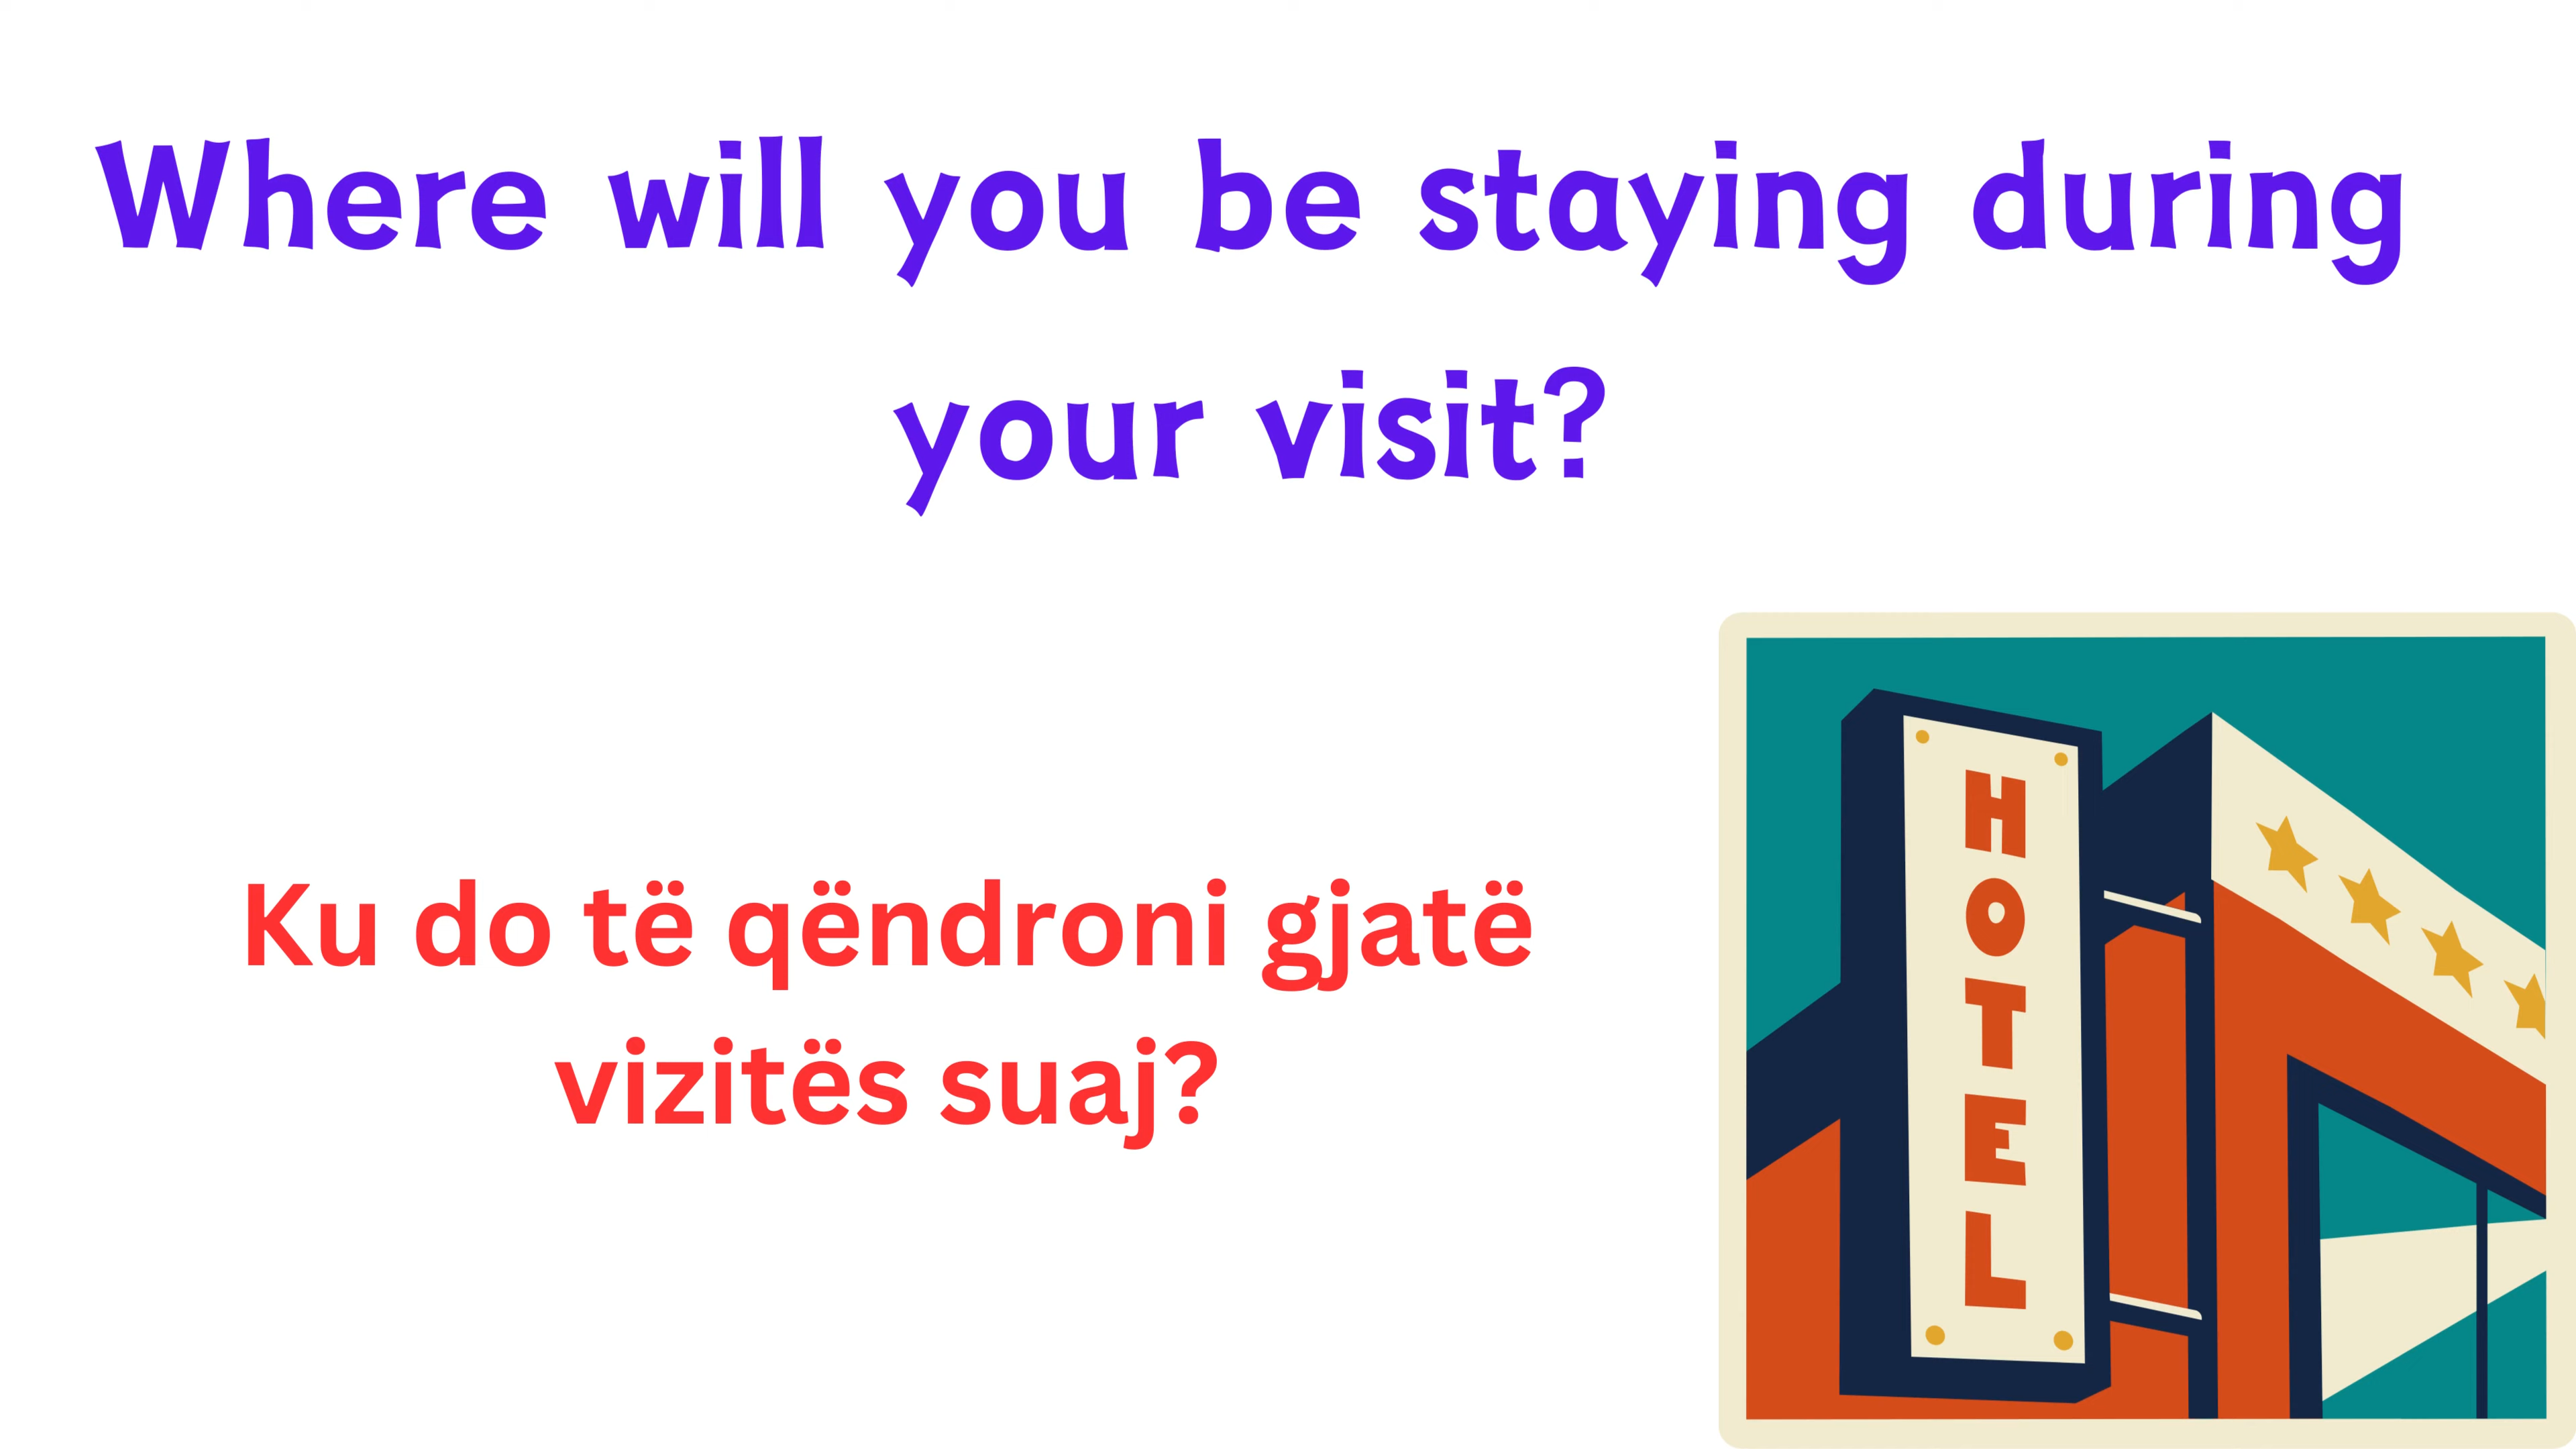 Where will you be staying during
your visit?
Ku do të qëndroni gjatë
vizitës suaj?
HOTEL